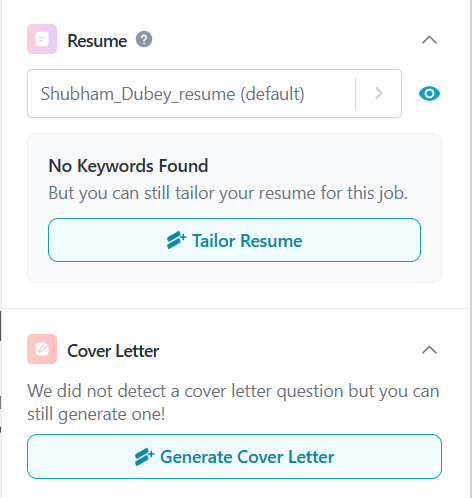 Resume ?
Shubham_Dubey_resume (default)
No Keywords Found
But you can still tailor your resume for this job.
Tailor Resume
Cover Letter
We did not detect a cover letter question but you can
still generate one!
Generate Cover Letter